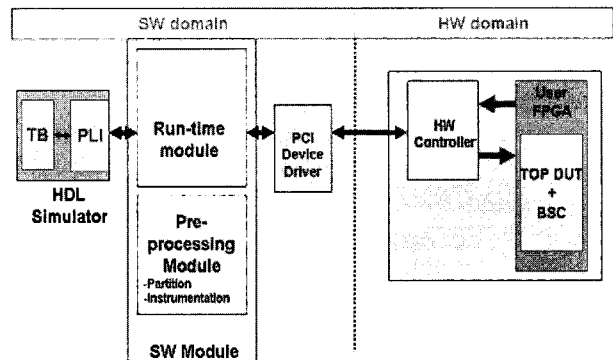 SW domain
HW domain
TB
PLI
HDL
Simulator
Run-time
module
Pre-
processing
Module
-Partition
-Instrumentation
SW Module
PCI
Device
Driver
HW
Controller
User
FPGA
TOP DUT
+
BSC